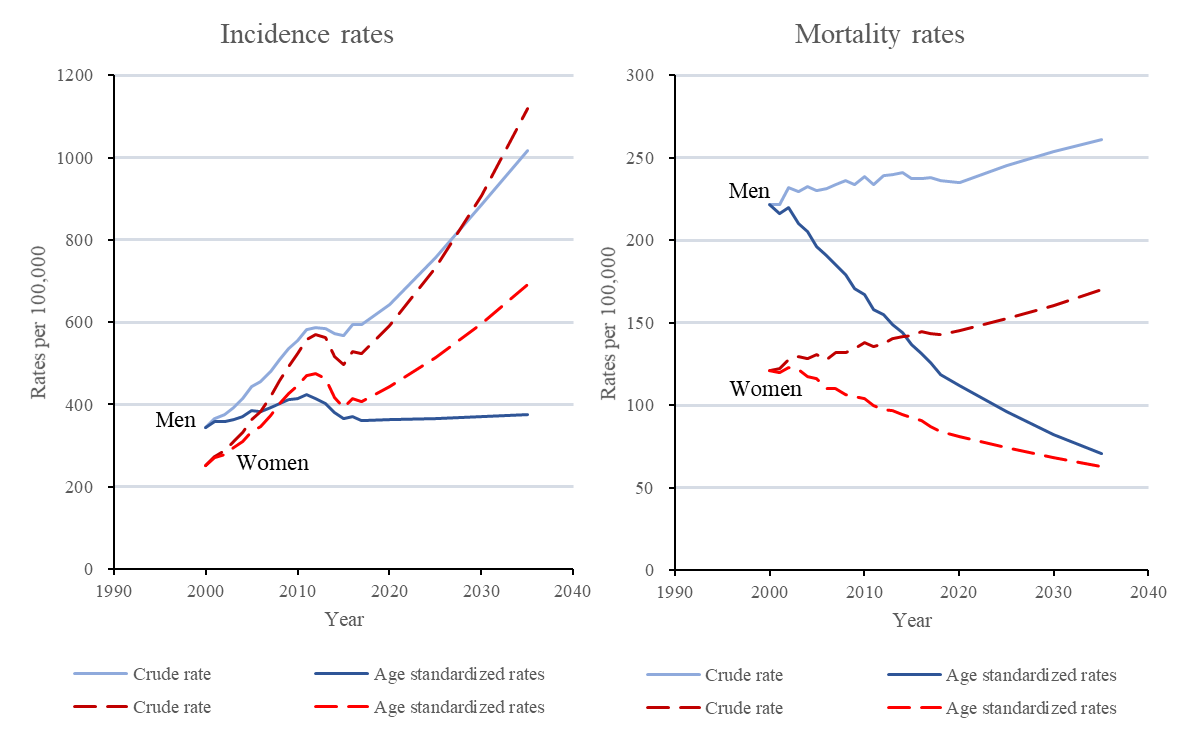 Incidence rates
Rates per 100,000
1200
1000
800
600
400
200
0
Men
Women
1990
2000
2010
2020
2030
2040
Year
Crude rate
Age standardized rates
Crude rate
Age standardized rates
Mortality rates
Rates per 100,000
300
250
200
150
100
50
0
Men
Women
1990
2000
2010
2020
2030
2040
Year
Crude rate
Age standardized rates
Crude rate
Age standardized rates